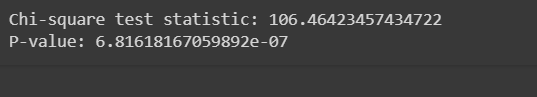 Chi-square test statistic: 106.46423457434722
P-value: 6.81618167059892e-07